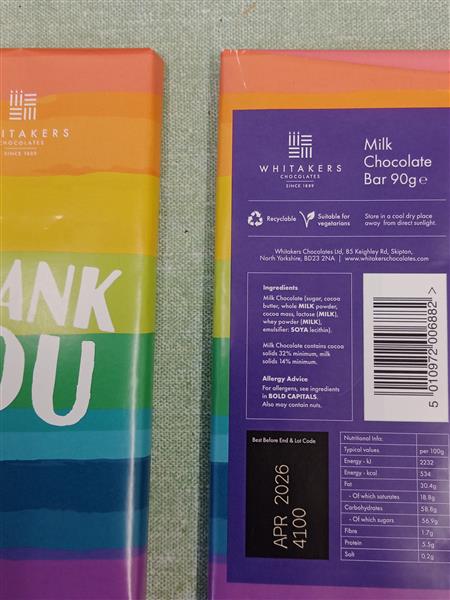 ITAKERS
CHOCOLATES
SINCE 1889
ANK
OU
WHITAKERS
CHOCOLATES
SINCE 1889
Milk
Chocolate
Bar 90g e
Recyclable
Suitable for
vegetarians
Store in a cool dry place
away from direct sunlight.
Whitakers Chocolates Ltd, 85 Keighley Rd, Skipton,
North Yorkshire, BD23 2NA | www.whitakerschocolates.com
Ingredients
Milk Chocolate (sugar, cocoa
butter, whole MILK powder,
cocoa mass, lactose (MILK),
whey powder (MILK),
emulsifier: SOYA lecithin).
Milk Chocolate contains cocoa
solids 32% minimum, milk
solids 14% minimum.
Allergy Advice
For allergens, see ingredients
in BOLD CAPITALS.
Also may contain nuts.
5 010972 006882 >
Best Before End & Lot Code
APR 2026
4100
Nutritional Info:
Typical values per 100g
Energy - kJ 2232
Energy - kcal 534
Fat 30.4g
- Of which saturates 18.8g
Carbohydrates 58.8g
- Of which sugars 56.9g
Fibre 1.7g
Protein 5.5g
Salt 0.2g